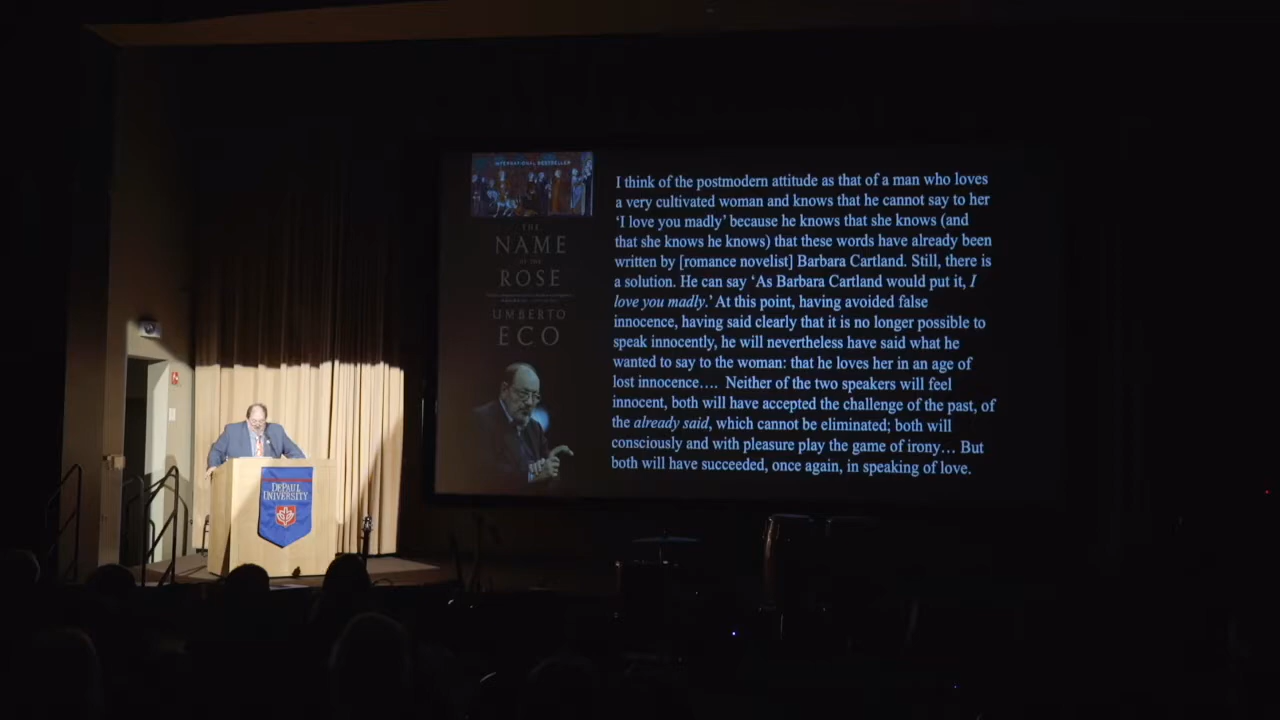 INTERNATIONAL BESTSELLER
THE
NAME
OF THE
ROSE
UMBERTO
ECO
I think of the postmodern attitude as that of a man who loves
a very cultivated woman and knows that he cannot say to her
‘I love you madly’ because he knows that she knows (and
that she knows he knows) that these words have already been
written by [romance novelist] Barbara Cartland. Still, there is
a solution. He can say ‘As Barbara Cartland would put it, I
love you madly.’ At this point, having avoided false
innocence, having said clearly that it is no longer possible to
speak innocently, he will nevertheless have said what he
wanted to say to the woman: that he loves her in an age of
lost innocence…. Neither of the two speakers will feel
innocent, both will have accepted the challenge of the past, of
the already said, which cannot be eliminated; both will
consciously and with pleasure play the game of irony… But
both will have succeeded, once again, in speaking of love.
DEPAUL
UNIVERSITY